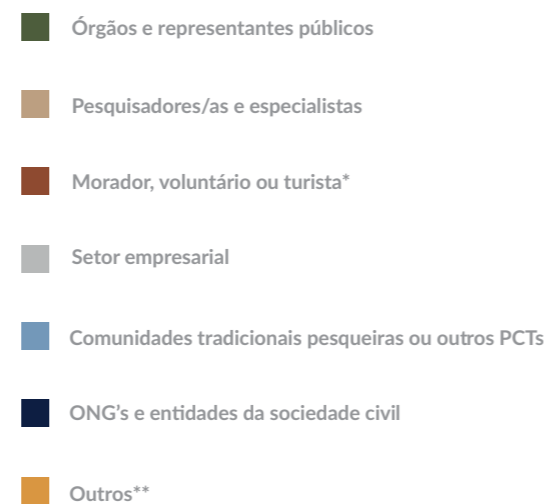 Órgãos e representantes públicos
Pesquisadores/as e especialistas
Morador, voluntário ou turista*
Setor empresarial
Comunidades tradicionais pesqueiras ou outros PCTs
ONG's e entidades da sociedade civil
Outros**